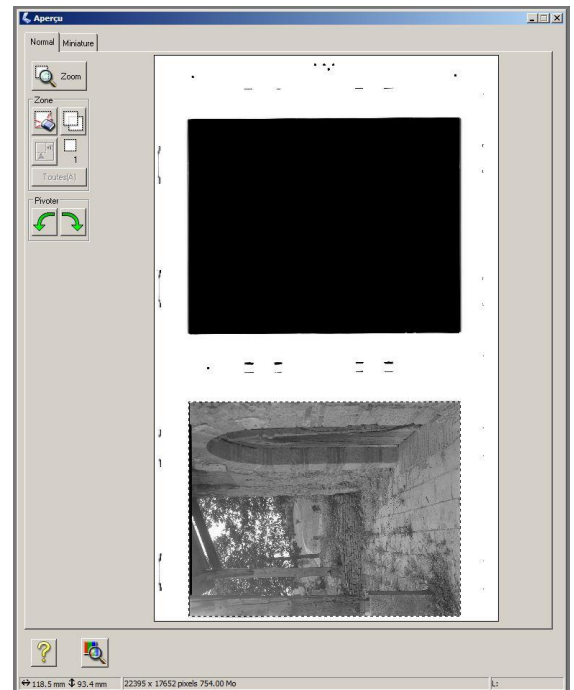 Aperçu
Normal Miniature
Zoom
Zone
1
Toutes(A)
Pivoter
118.5 mm 93.4 mm 22395 x 17652 pixels 754.00 Mo L: